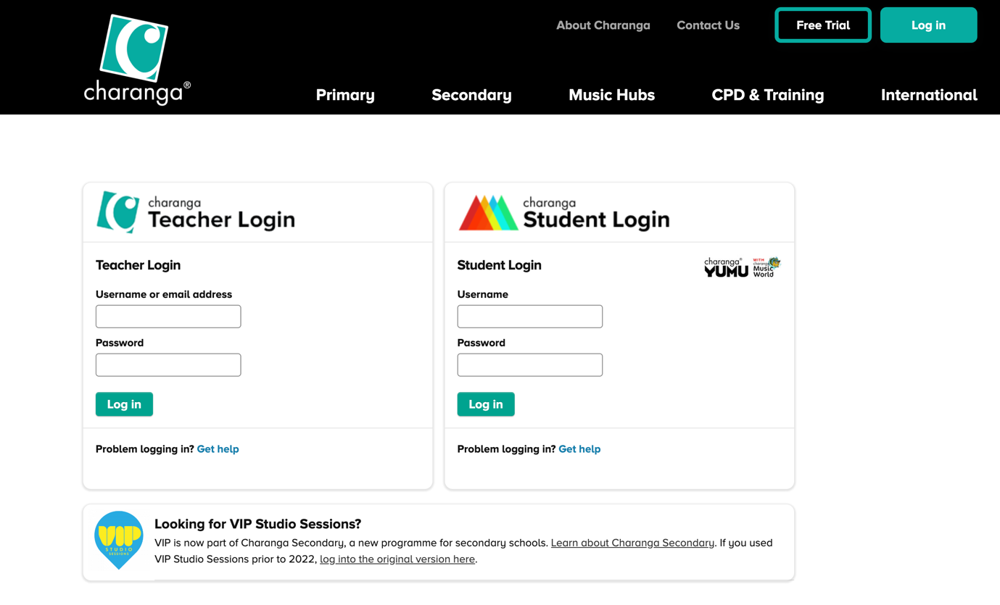 About Charanga
Contact Us
Free Trial
Log in
charanga®
Primary
Secondary
Music Hubs
CPD & Training
International
charanga
Teacher Login
Teacher Login
Username or email address
Password
Log in
Problem logging in? Get help
charanga
Student Login
Student Login
charanga®
YUMU
WITH
charanga
Music
World
Username
Password
Log in
Problem logging in? Get help
VIP
STUDIO
SESSIONS
Looking for VIP Studio Sessions?
VIP is now part of Charanga Secondary, a new programme for secondary schools. Learn about Charanga Secondary. If you used
VIP Studio Sessions prior to 2022, log into the original version here.